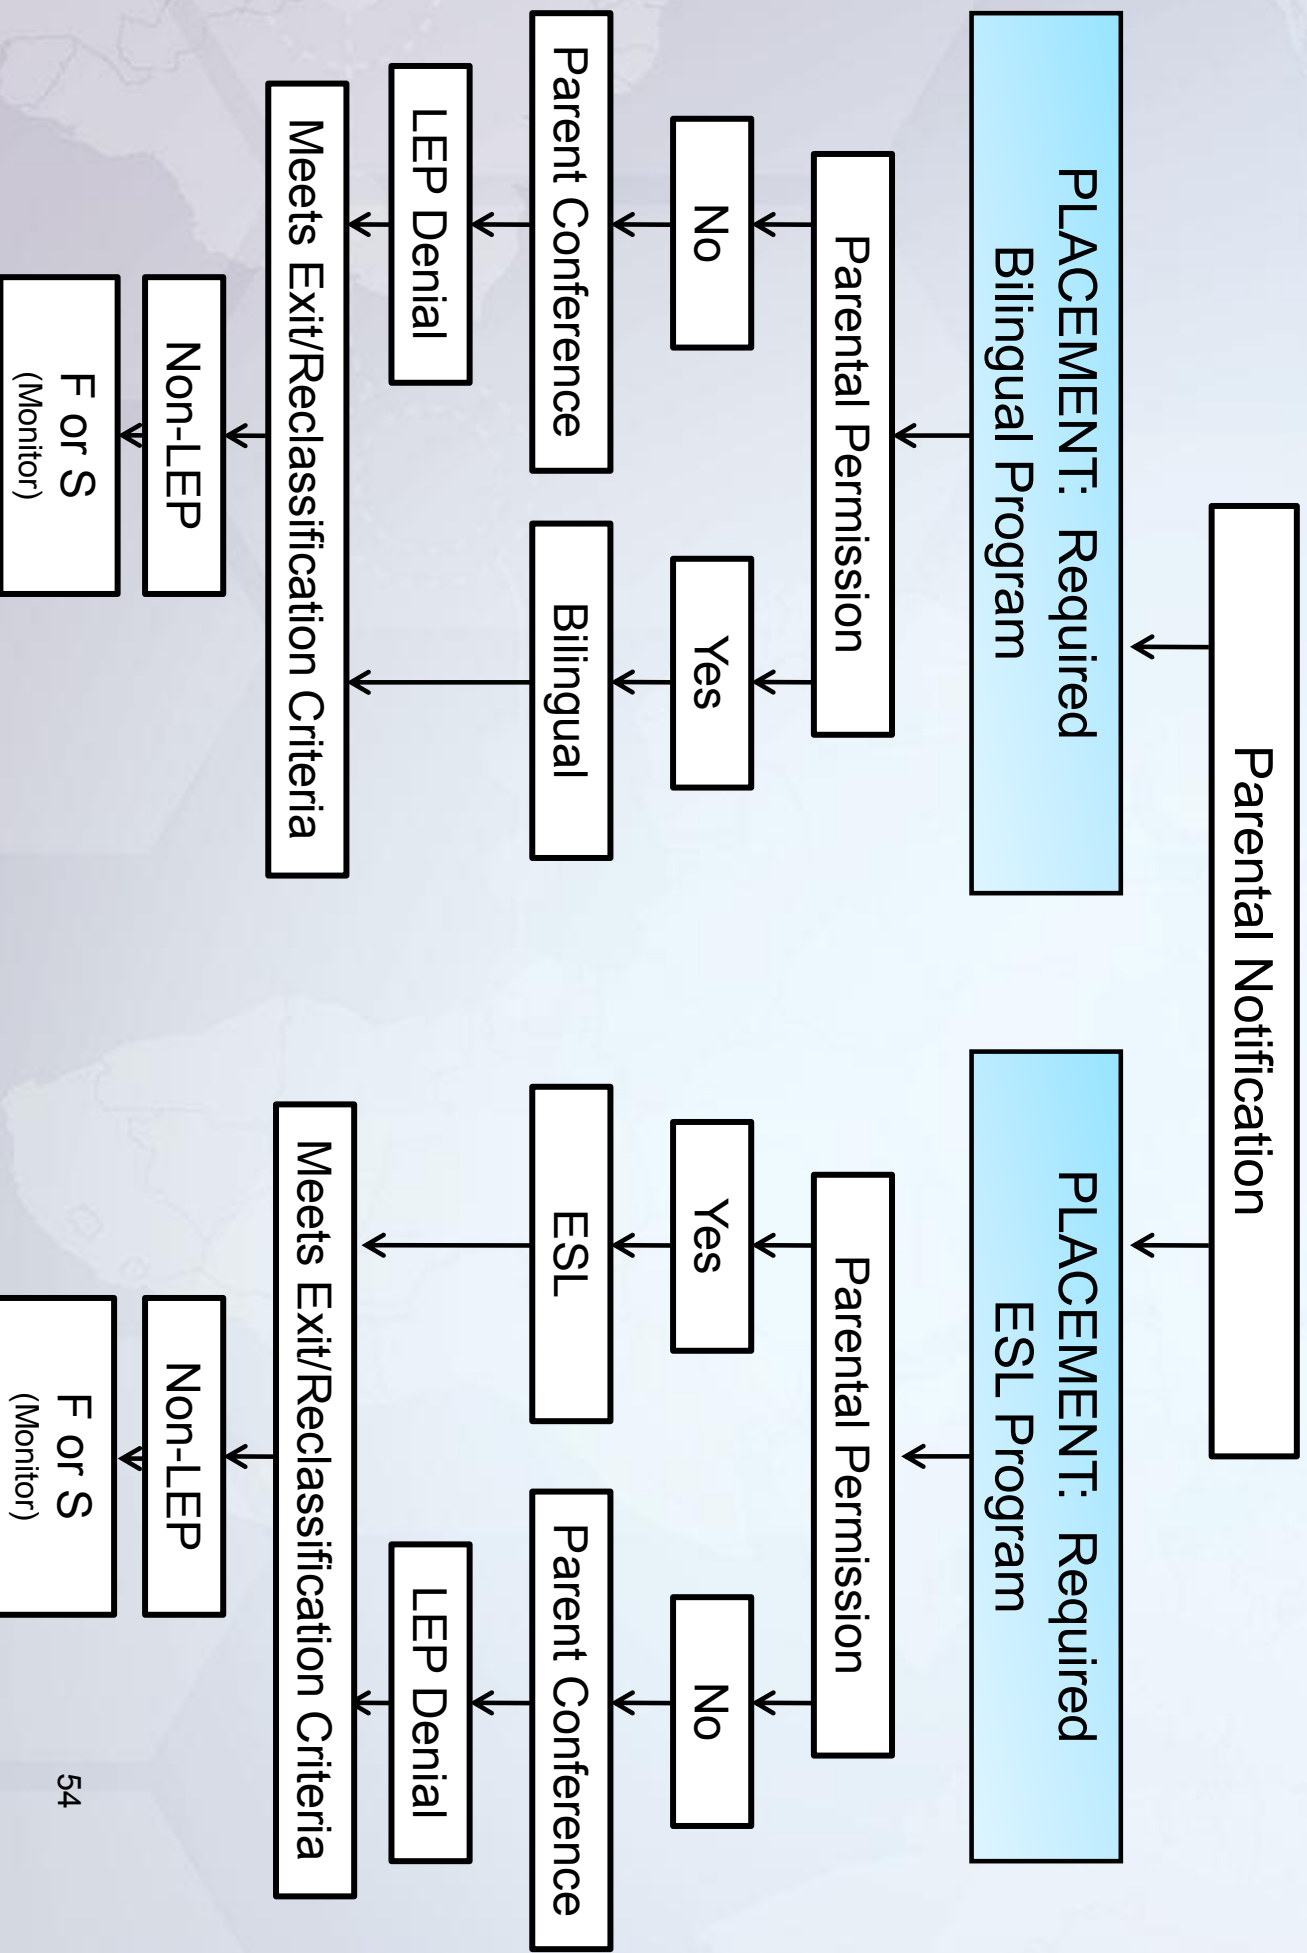 Parental Notification
PLACEMENT: Required
Bilingual Program
PLACEMENT: Required
ESL Program
Parental Permission
Parental Permission
No
Yes
Yes
No
Parent Conference
Bilingual
ESL
Parent Conference
LEP Denial
LEP Denial
Meets Exit/Reclassification Criteria
Meets Exit/Reclassification Criteria
Non-LEP
Non-LEP
F or S
(Monitor)
F or S
(Monitor)
54